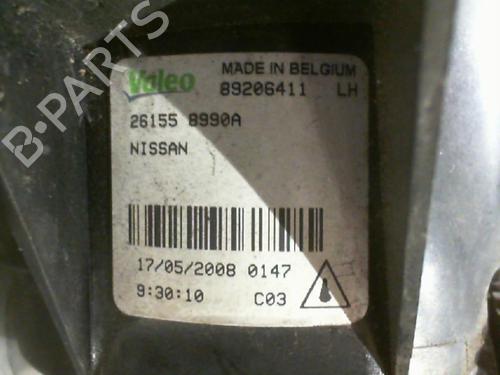 B-Parts
Valeo
MADE IN BELGIUM
89206411 LH
26155 8990A
NISSAN
17/05/2008 0147
9:30:10 C03